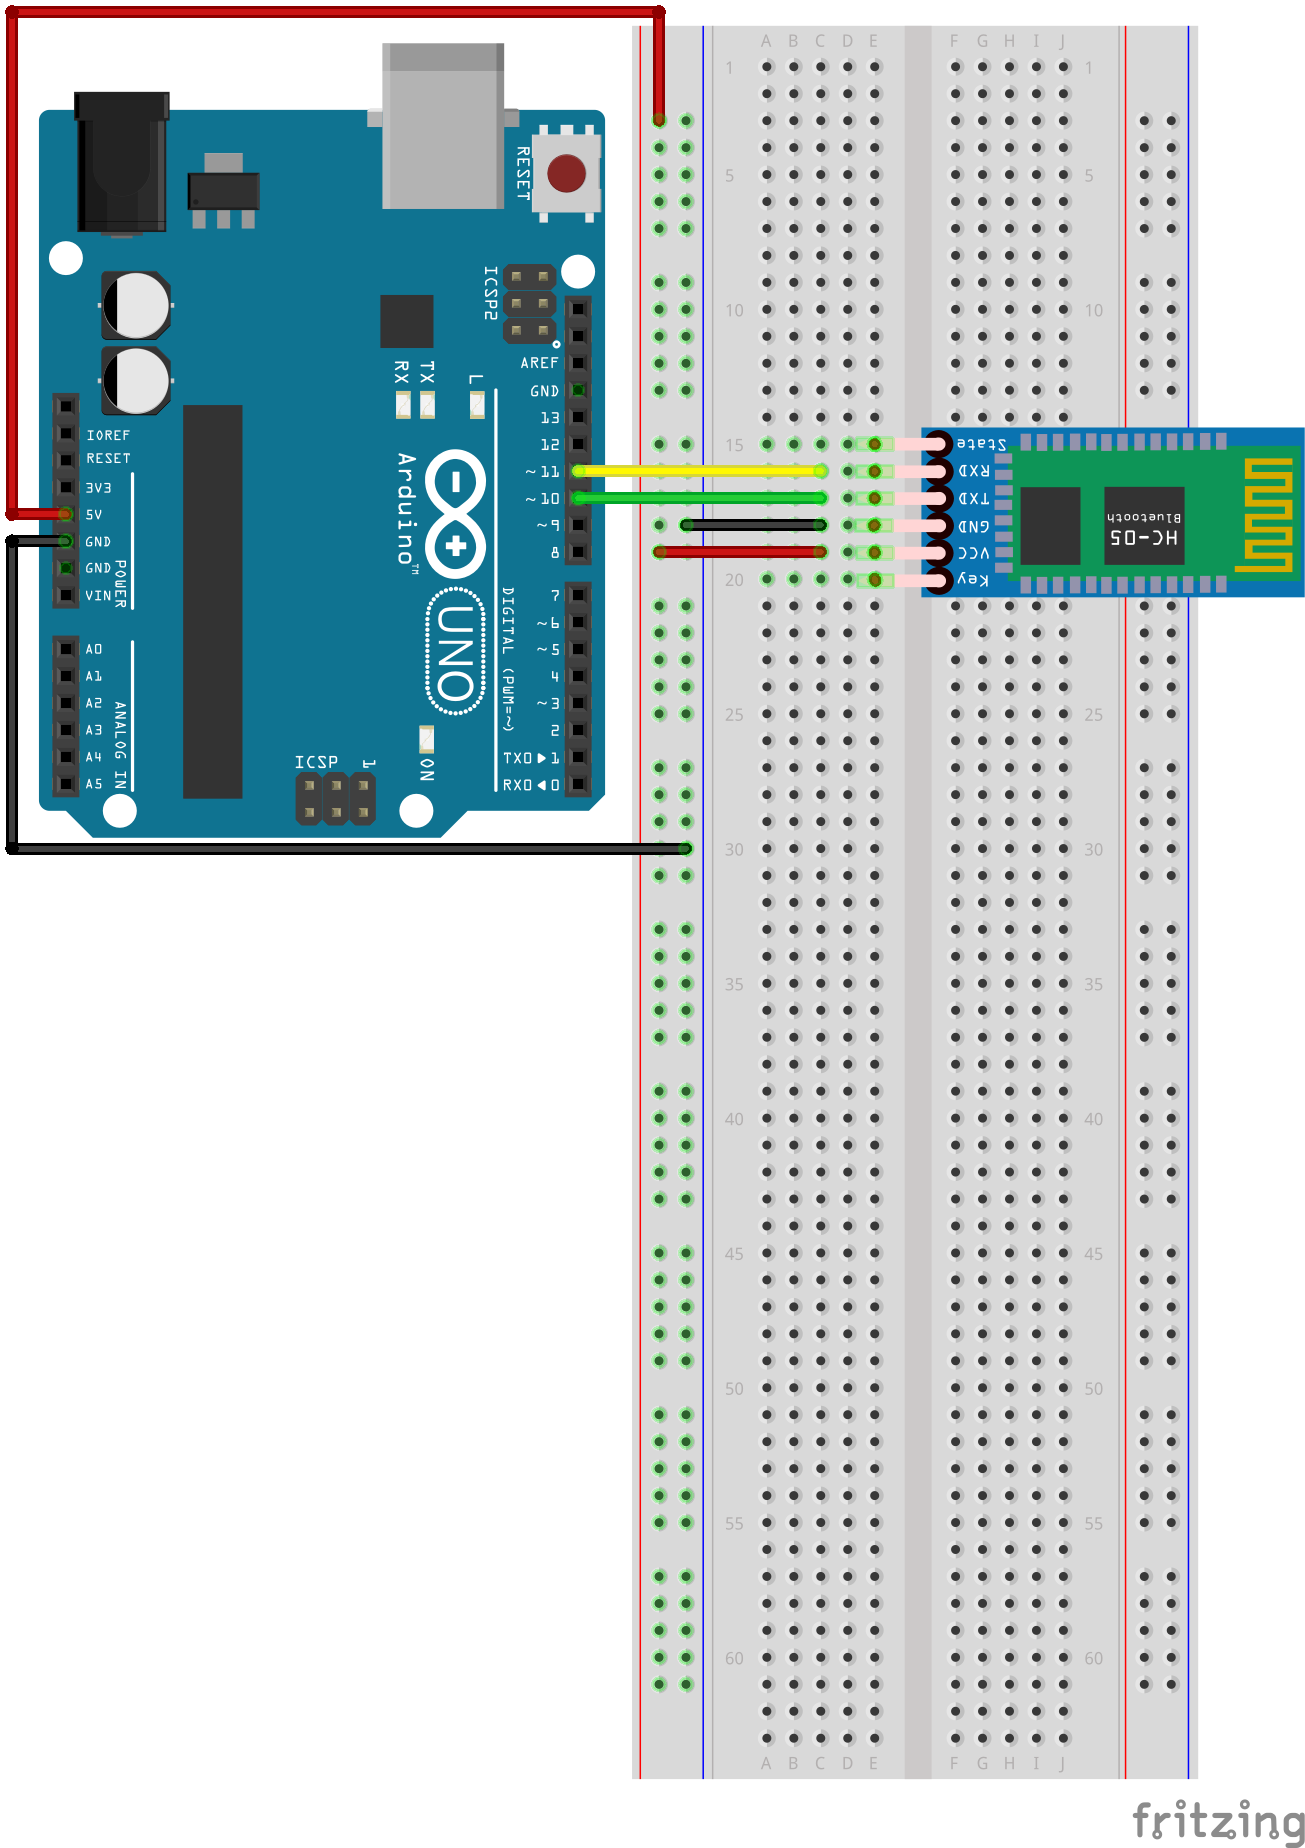 A B C D E F G H I J
1 1
5 5
10 10
15
20
25 25
30 30
35 35
40 40
45 45
50 50
55 55
60 60
A B C D E F G H I J
RESET
ICSP2
AREF
GND
13
12
~11
~10
~9
8
7
~6
~5
4
~3
2
TX0▶1
RX0◀0
DIGITAL (PWM=~)
RX
TX
L
Arduino™
UNO
ON
ICSP
1
IOREF
RESET
3V3
5V
GND
GND
VIN
POWER
A0
A1
A2
A3
A4
A5
ANALOG IN
State
RXD
TXD
GND
VCC
Key
HC-05
Bluetooth
fritzing